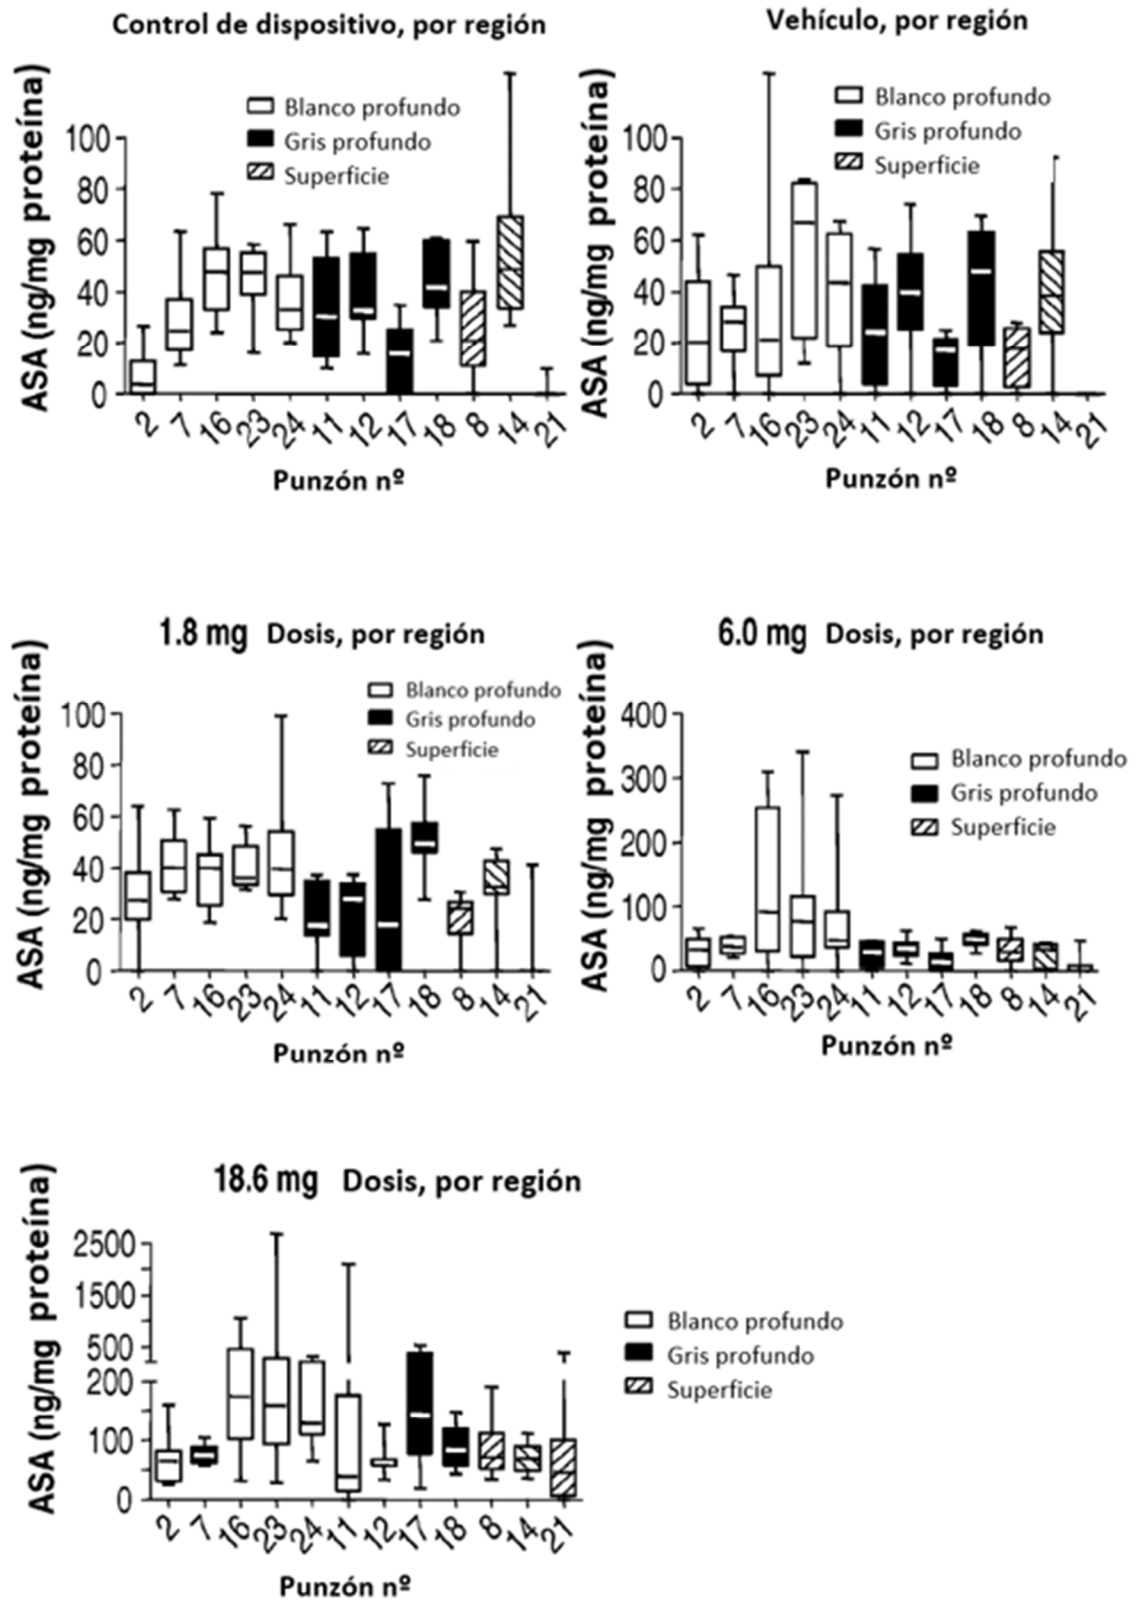 Control de dispositivo, por región
ASA (ng/mg proteína)
Blanco profundo
Gris profundo
Superficie
100
80
60
40
20
0
2 7 16 23 24 11 12 17 18 8 14 21
Punzón nº
Vehículo, por región
ASA (ng/mg proteína)
Blanco profundo
Gris profundo
Superficie
100
80
60
40
20
0
2 7 16 23 24 11 12 17 18 8 14 21
Punzón nº
1.8 mg Dosis, por región
ASA (ng/mg proteína)
Blanco profundo
Gris profundo
Superficie
100
80
60
40
20
0
2 7 16 23 24 11 12 17 18 8 14 21
Punzón nº
6.0 mg Dosis, por región
ASA (ng/mg proteína)
Blanco profundo
Gris profundo
Superficie
400
300
200
100
0
2 7 16 23 24 11 12 17 18 8 14 21
Punzón nº
18.6 mg Dosis, por región
ASA (ng/mg proteína)
Blanco profundo
Gris profundo
Superficie
2500
1500
500
200
100
0
2 7 16 23 24 11 12 17 18 8 14 21
Punzón nº